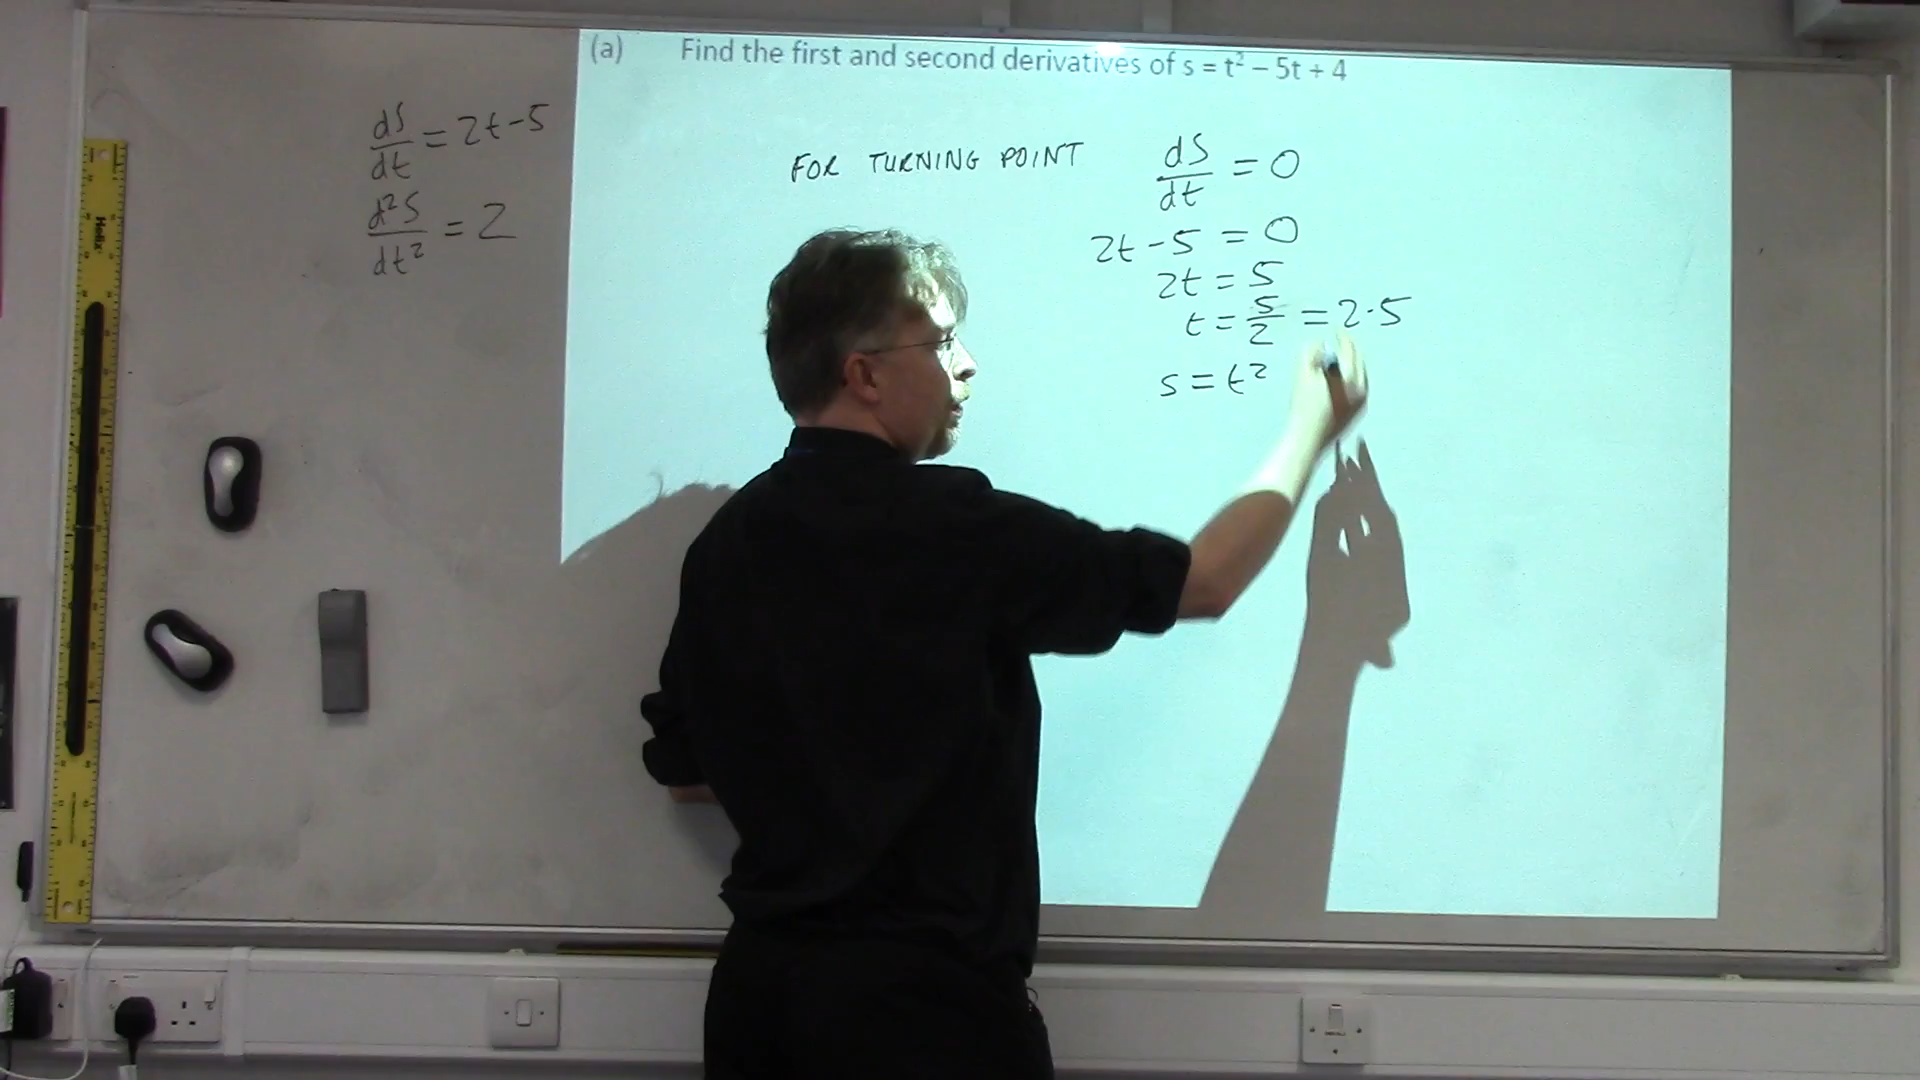 (a) Find the first and second derivatives of s = t² – 5t + 4
dS/dt = 2t-5
d²S/dt² = 2
FOR TURNING POINT dS/dt = 0
2t - 5 = 0
2t = 5
t = 5/2 = 2·5
s = t²
Helix